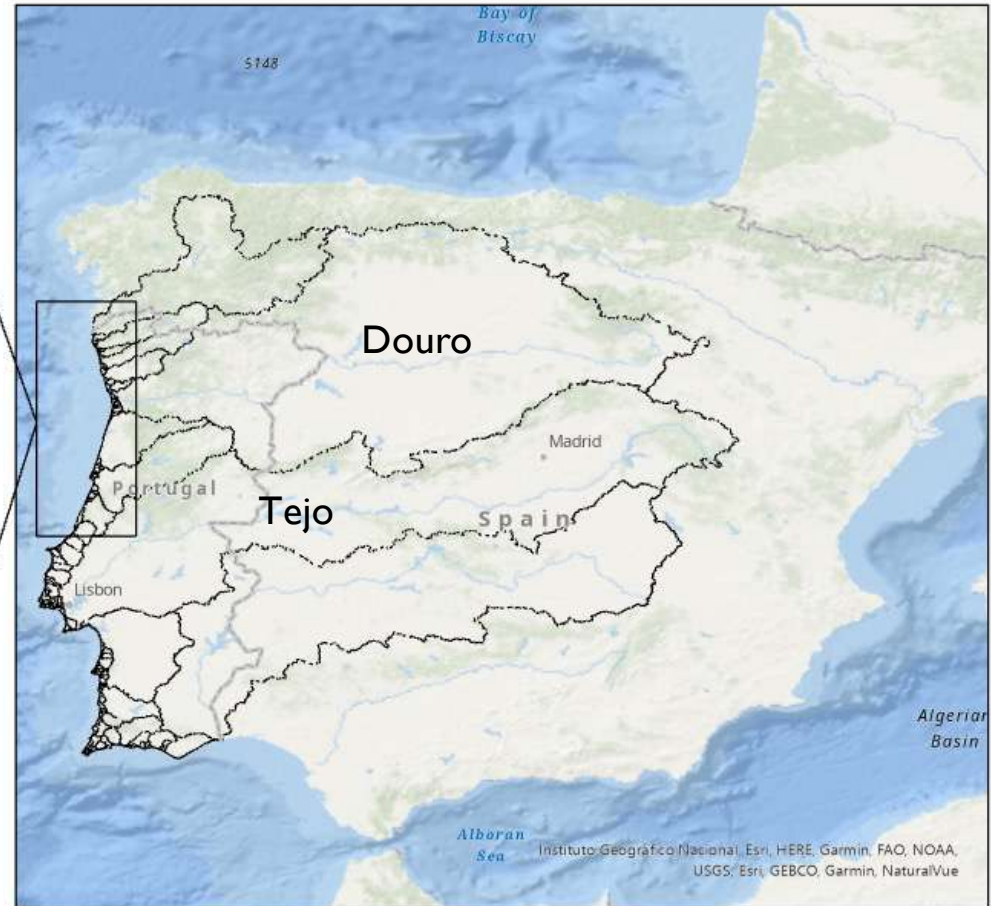 Bay of
Biscay
5148
Douro
Madrid
Portugal
Tejo
Spain
Lisbon
Algerian
Basin
Alboran
Sea
Instituto Geográfico Nacional, Esri, HERE, Garmin, FAO, NOAA,
USGS, Esri, GEBCO, Garmin, NaturalVue